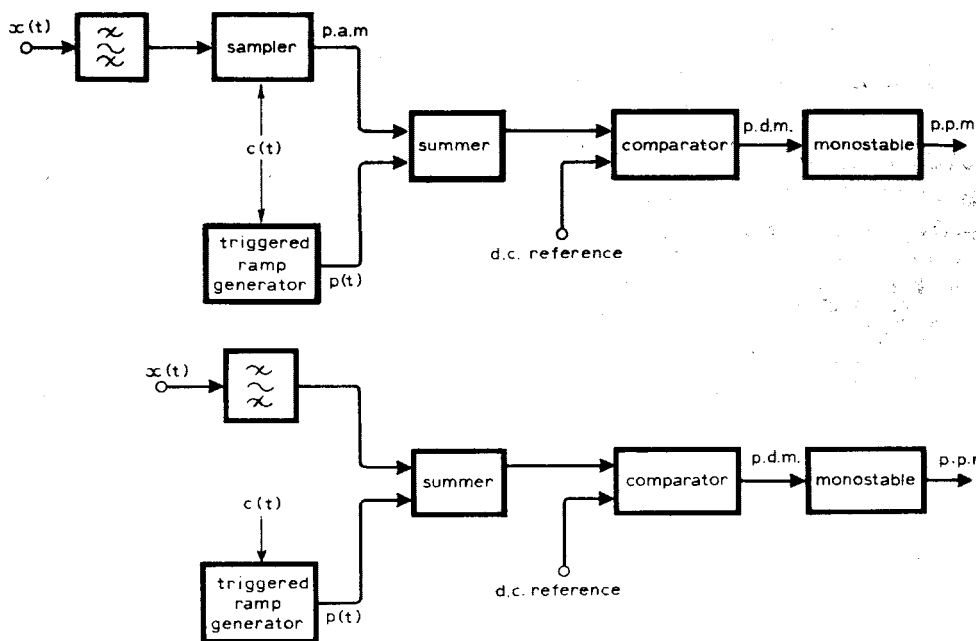 x(t)
sampler
p.a.m
c(t)
summer
comparator
p.d.m.
monostable
p.p.m
triggered
ramp
generator
p(t)
d.c. reference
x(t)
c(t)
summer
comparator
p.d.m.
monostable
triggered
ramp
generator
p(t)
d.c. reference